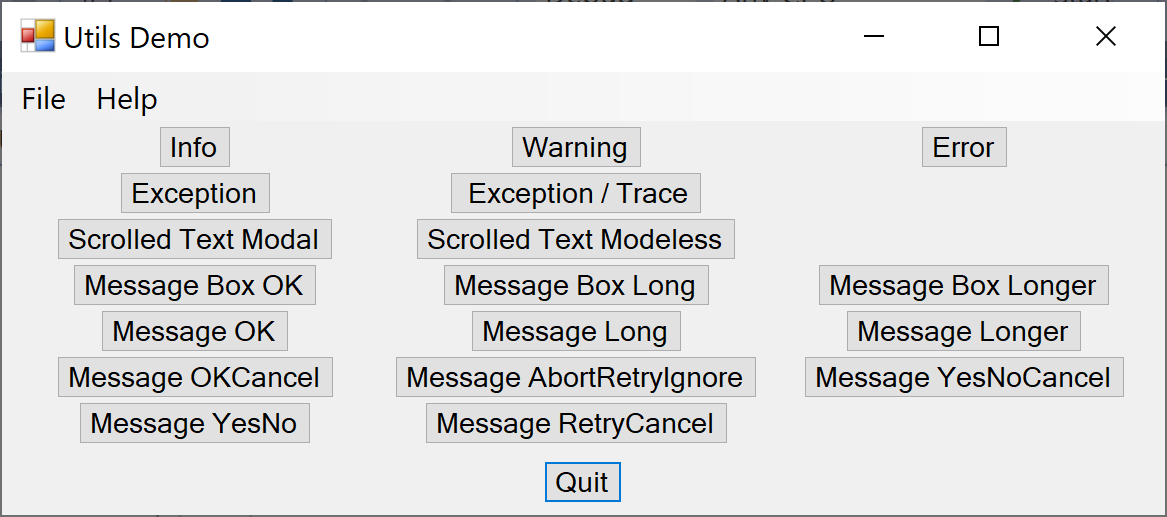 Utils Demo
File Help
Info Warning Error
Exception Exception / Trace
Scrolled Text Modal Scrolled Text Modeless
Message Box OK Message Box Long Message Box Longer
Message OK Message Long Message Longer
Message OKCancel Message AbortRetryIgnore Message YesNoCancel
Message YesNo Message RetryCancel
Quit